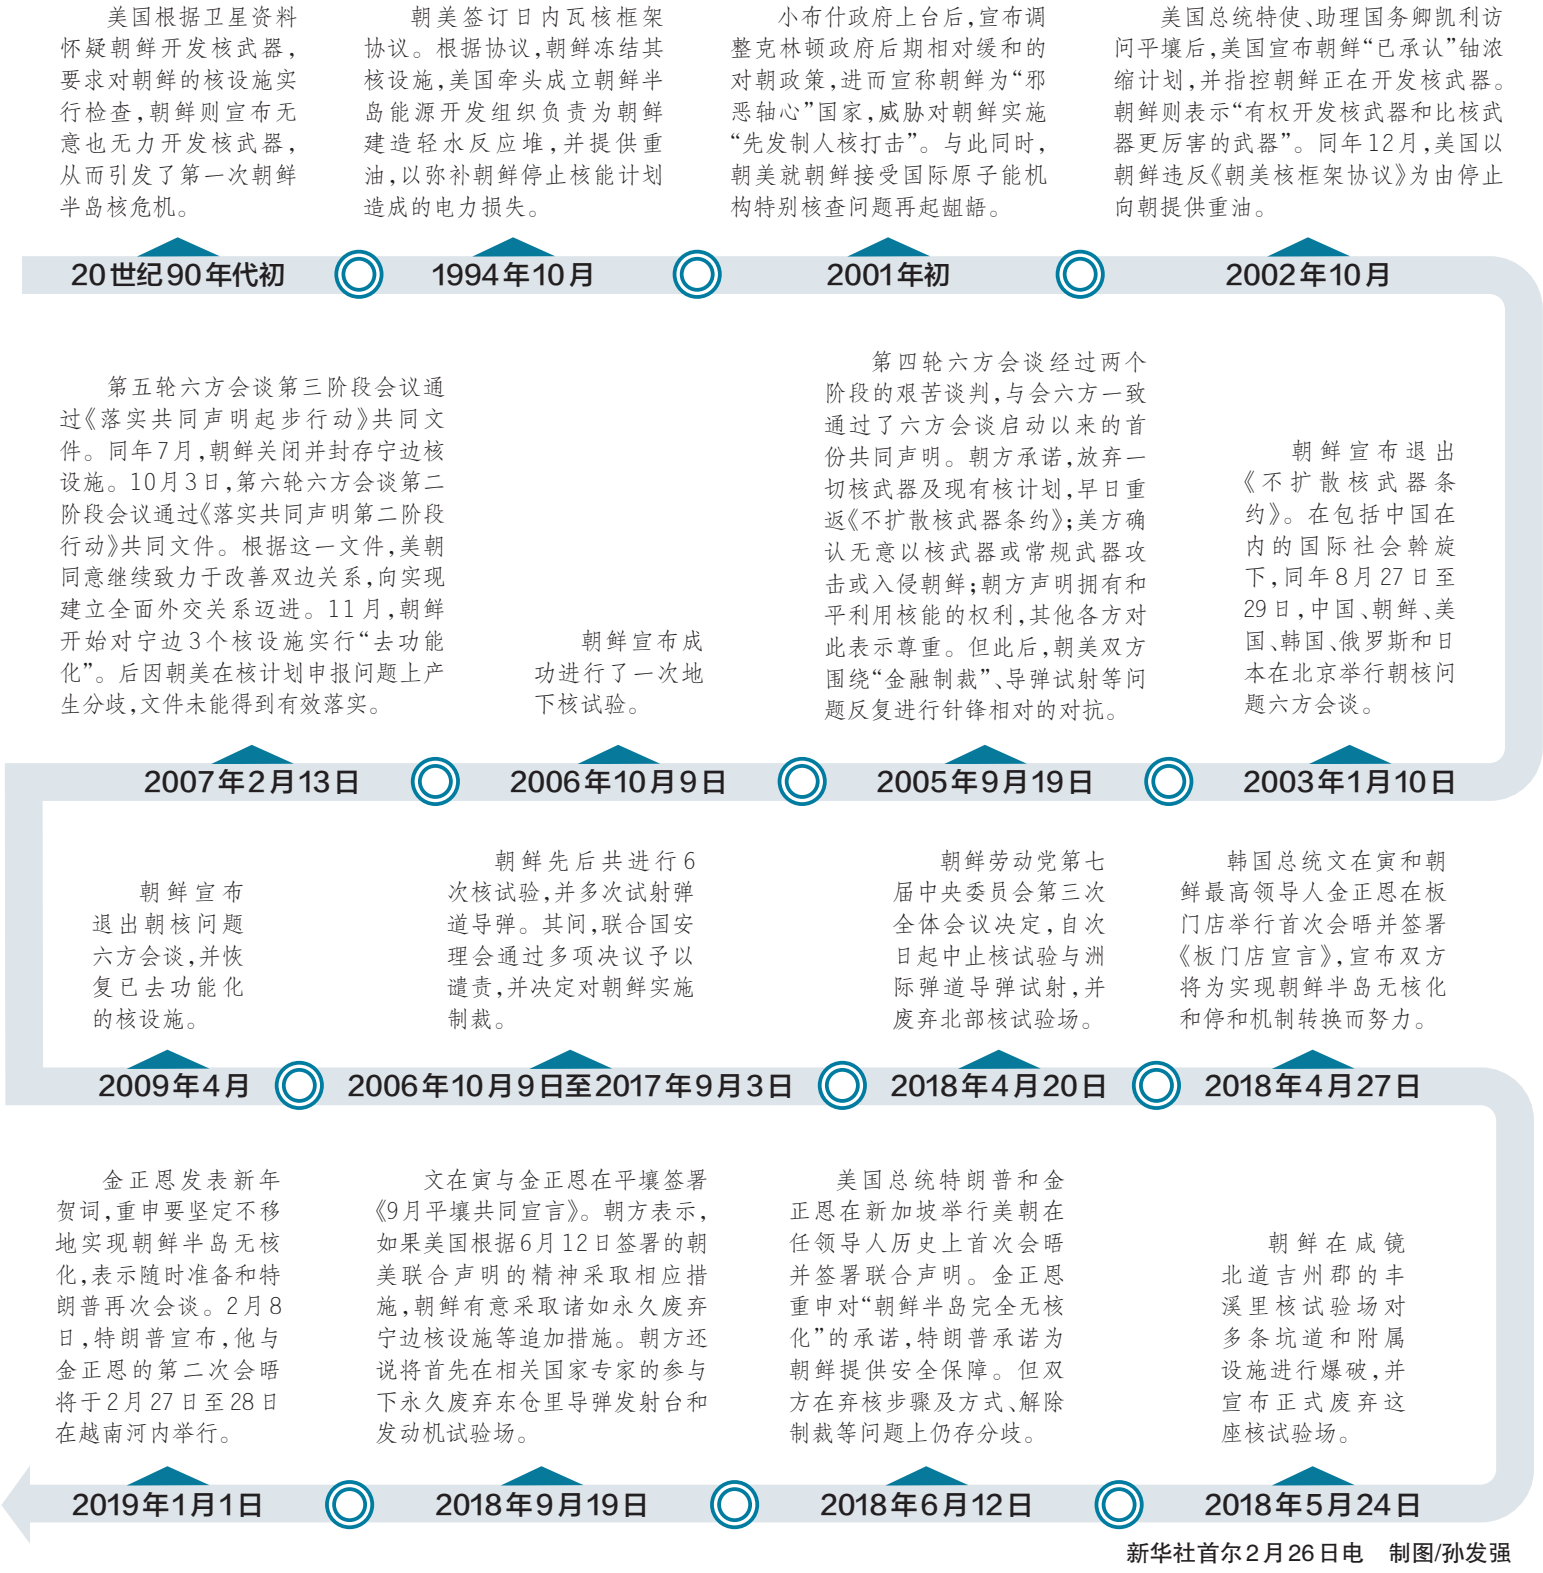 美国根据卫星资料
怀疑朝鲜开发核武器，
要求对朝鲜的核设施实
行检查，朝鲜则宣布无
意也无力开发核武器，
从而引发了第一次朝鲜
半岛核危机。
20世纪90年代初
朝美签订日内瓦核框架
协议。根据协议，朝鲜冻结其
核设施，美国牵头成立朝鲜半
岛能源开发组织负责为朝鲜
建造轻水反应堆，并提供重
油，以弥补朝鲜停止核能计划
造成的电力损失。
1994年10月
小布什政府上台后，宣布调
整克林顿政府后期相对缓和的
对朝政策，进而宣称朝鲜为“邪
恶轴心”国家，威胁对朝鲜实施
“先发制人核打击”。与此同时，
朝美就朝鲜接受国际原子能机
构特别核查问题再起龃龉。
2001年初
美国总统特使、助理国务卿凯利访
问平壤后，美国宣布朝鲜“已承认”铀浓
缩计划，并指控朝鲜正在开发核武器。
朝鲜则表示“有权开发核武器和比核武
器更厉害的武器”。同年12月，美国以
朝鲜违反《朝美核框架协议》为由停止
向朝提供重油。
2002年10月
朝鲜宣布退出
《不扩散核武器条
约》。在包括中国在
内的国际社会斡旋
下，同年8月27日至
29日，中国、朝鲜、美
国、韩国、俄罗斯和日
本在北京举行朝核问
题六方会谈。
2003年1月10日
第四轮六方会谈经过两个
阶段的艰苦谈判，与会六方一致
通过了六方会谈启动以来的首
份共同声明。朝方承诺，放弃一
切核武器及现有核计划，早日重
返《不扩散核武器条约》；美方确
认无意以核武器或常规武器攻
击或入侵朝鲜；朝方声明拥有和
平利用核能的权利，其他各方对
此表示尊重。但此后，朝美双方
围绕“金融制裁”、导弹试射等问
题反复进行针锋相对的对抗。
2005年9月19日
朝鲜宣布成
功进行了一次地
下核试验。
2006年10月9日
第五轮六方会谈第三阶段会议通
过《落实共同声明起步行动》共同文
件。同年7月，朝鲜关闭并封存宁边核
设施。10月3日，第六轮六方会谈第二
阶段会议通过《落实共同声明第二阶段
行动》共同文件。根据这一文件，美朝
同意继续致力于改善双边关系，向实现
建立全面外交关系迈进。11月，朝鲜
开始对宁边3个核设施实行“去功能
化”。后因朝美在核计划申报问题上产
生分歧，文件未能得到有效落实。
2007年2月13日
朝鲜宣布
退出朝核问题
六方会谈，并恢
复已去功能化
的核设施。
2009年4月
朝鲜先后共进行6
次核试验，并多次试射弹
道导弹。其间，联合国安
理会通过多项决议予以
谴责，并决定对朝鲜实施
制裁。
2006年10月9日至2017年9月3日
朝鲜劳动党第七
届中央委员会第三次
全体会议决定，自次
日起中止核试验与洲
际弹道导弹试射，并
废弃北部核试验场。
2018年4月20日
韩国总统文在寅和朝
鲜最高领导人金正恩在板
门店举行首次会晤并签署
《板门店宣言》，宣布双方
将为实现朝鲜半岛无核化
和停和机制转换而努力。
2018年4月27日
朝鲜在咸镜
北道吉州郡的丰
溪里核试验场对
多条坑道和附属
设施进行爆破，并
宣布正式废弃这
座核试验场。
2018年5月24日
美国总统特朗普和金
正恩在新加坡举行美朝在
任领导人历史上首次会晤
并签署联合声明。金正恩
重申对“朝鲜半岛完全无核
化”的承诺，特朗普承诺为
朝鲜提供安全保障。但双
方在弃核步骤及方式、解除
制裁等问题上仍存分歧。
2018年6月12日
文在寅与金正恩在平壤签署
《9月平壤共同宣言》。朝方表示，
如果美国根据6月12日签署的朝
美联合声明的精神采取相应措
施，朝鲜有意采取诸如永久废弃
宁边核设施等追加措施。朝方还
说将首先在相关国家专家的参与
下永久废弃东仓里导弹发射台和
发动机试验场。
2018年9月19日
金正恩发表新年
贺词，重申要坚定不移
地实现朝鲜半岛无核
化，表示随时准备和特
朗普再次会谈。2月8
日，特朗普宣布，他与
金正恩的第二次会晤
将于2月27日至28日
在越南河内举行。
2019年1月1日
新华社首尔2月26日电　制图/孙发强